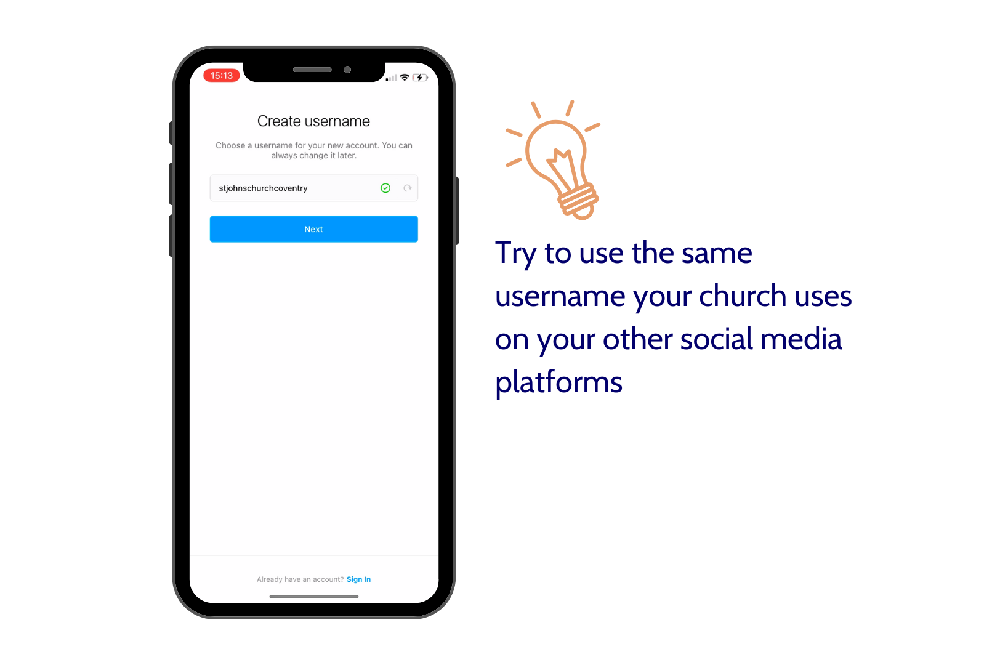 15:13
Create username
Choose a username for your new account. You can
always change it later.
stjohnschurchcoventry
Next
Already have an account? Sign In
Try to use the same
username your church uses
on your other social media
platforms